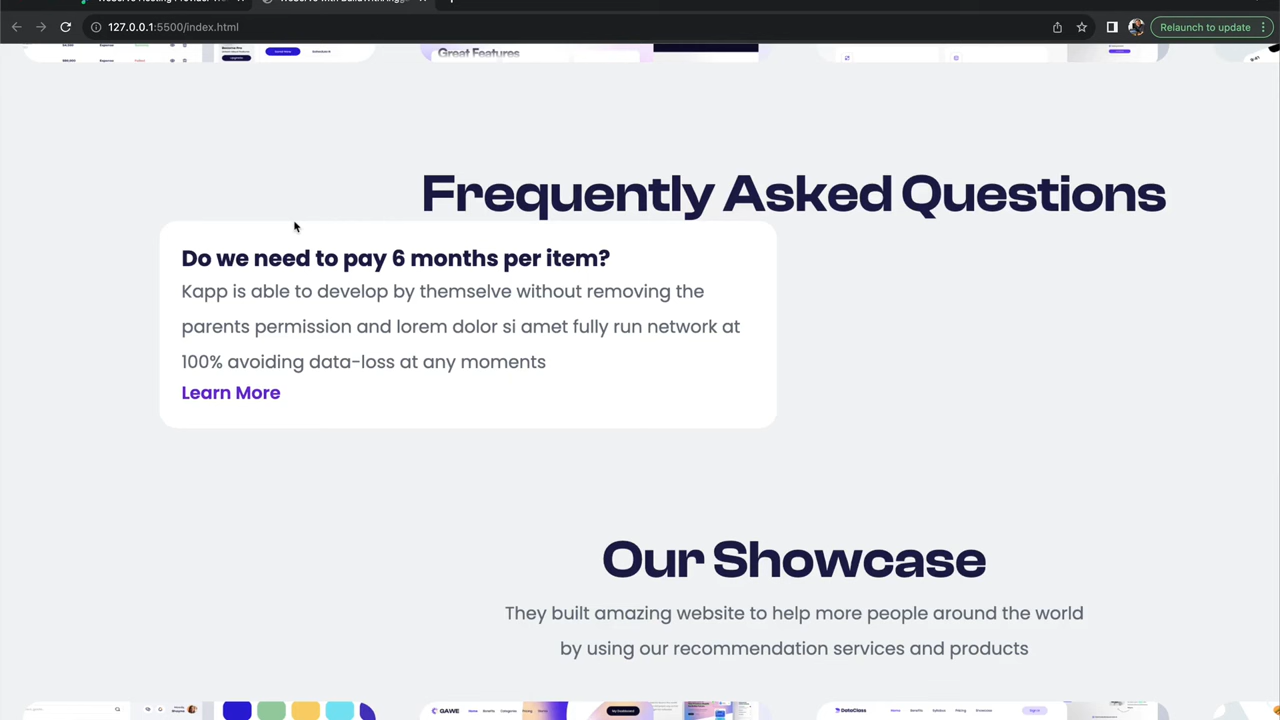 127.0.0.1:5500/index.html
Relaunch to update
Great Features
Frequently Asked Questions
Do we need to pay 6 months per item?
Kapp is able to develop by themselve without removing the
parents permission and lorem dolor si amet fully run network at
100% avoiding data-loss at any moments
Learn More
Our Showcase
They built amazing website to help more people around the world
by using our recommendation services and products
GAWE
DataClass